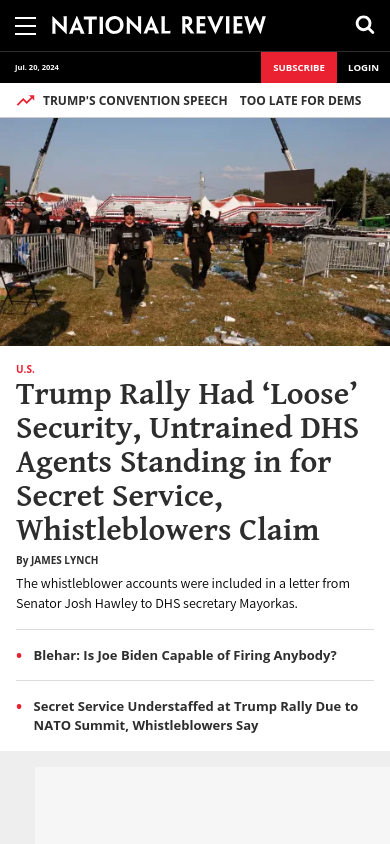 NATIONAL REVIEW
Jul. 20, 2024
SUBSCRIBE
LOGIN
TRUMP'S CONVENTION SPEECH
TOO LATE FOR DEMS
U.S.
Trump Rally Had ‘Loose’
Security, Untrained DHS
Agents Standing in for
Secret Service,
Whistleblowers Claim
By JAMES LYNCH
The whistleblower accounts were included in a letter from
Senator Josh Hawley to DHS secretary Mayorkas.
Blehar: Is Joe Biden Capable of Firing Anybody?
Secret Service Understaffed at Trump Rally Due to
NATO Summit, Whistleblowers Say